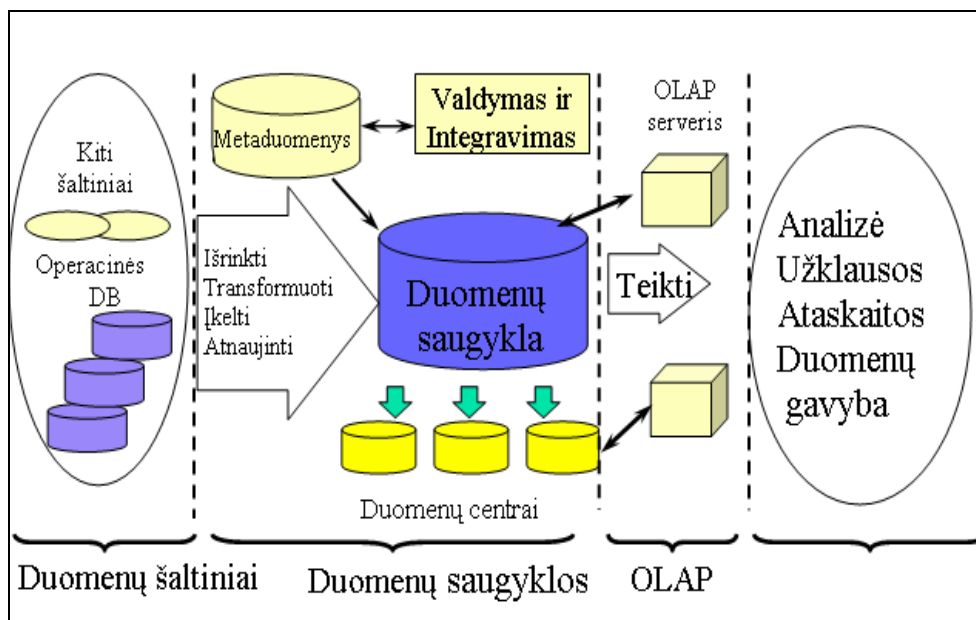 Kiti
šaltiniai
Operacinės
DB
Metaduomenys
Valdymas ir
Integravimas
Išrinkti
Transformuoti
Įkelti
Atnaujinti
Duomenų
saugykla
Duomenų centrai
OLAP
serveris
Teikti
Analizė
Užklausos
Ataskaitos
Duomenų
gavyba
Duomenų šaltiniai
Duomenų saugyklos
OLAP